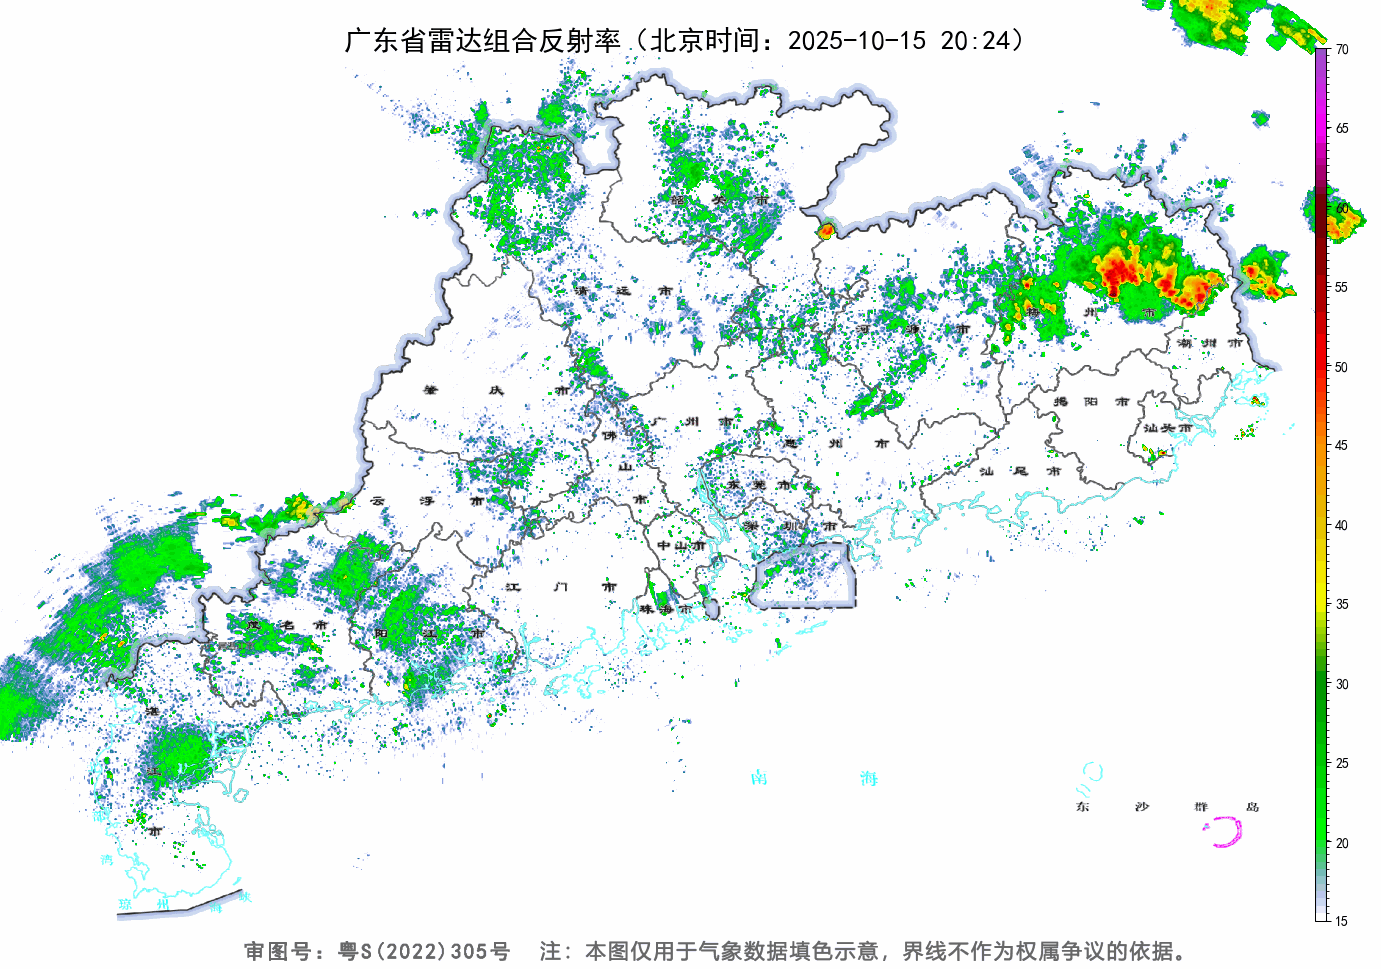 广东省雷达组合反射率（北京时间：2025-10-15 20:24）
70
65
60
55
50
45
40
35
30
25
20
15
韶关市
清远市
河源市
梅州市
潮州市
肇庆市
广州市
佛山市
惠州市
揭阳市
汕头市
汕尾市
云浮市
东莞市
深圳市
中山市
江门市
珠海市
茂名市
阳江市
湛江市
南海
东沙群岛
湾
琼州海峡
审图号：粤S(2022)305号 注：本图仅用于气象数据填色示意，界线不作为权属争议的依据。